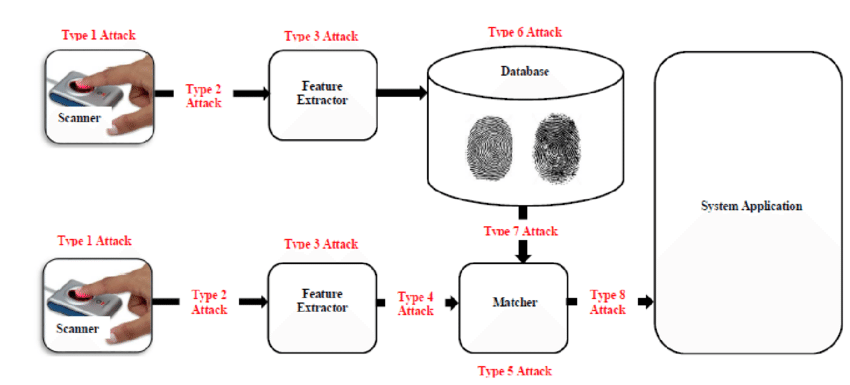 Type 1 Attack
Type 3 Attack
Type 6 Attack
Scanner
Type 2
Attack
Feature
Extractor
Database
System Application
Type 7 Attack
Type 1 Attack
Type 3 Attack
Scanner
Type 2
Attack
Feature
Extractor
Type 4
Attack
Matcher
Type 8
Attack
Type 5 Attack